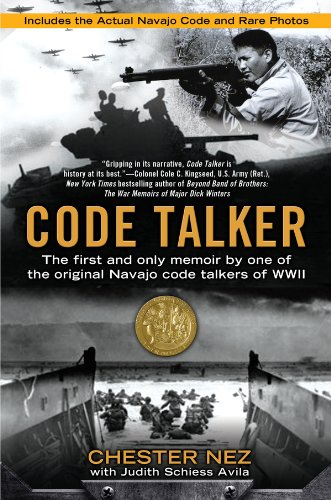 Includes the Actual Navajo Code and Rare Photos
"Gripping in its narrative, Code Talker is
history at its best."—Colonel Cole C. Kingseed, U.S. Army (Ret.),
New York Times bestselling author of Beyond Band of Brothers:
The War Memoirs of Major Dick Winters
CODE TALKER
The first and only memoir by one of
the original Navajo code talkers of WWII
CHESTER NEZ
with Judith Schiess Avila